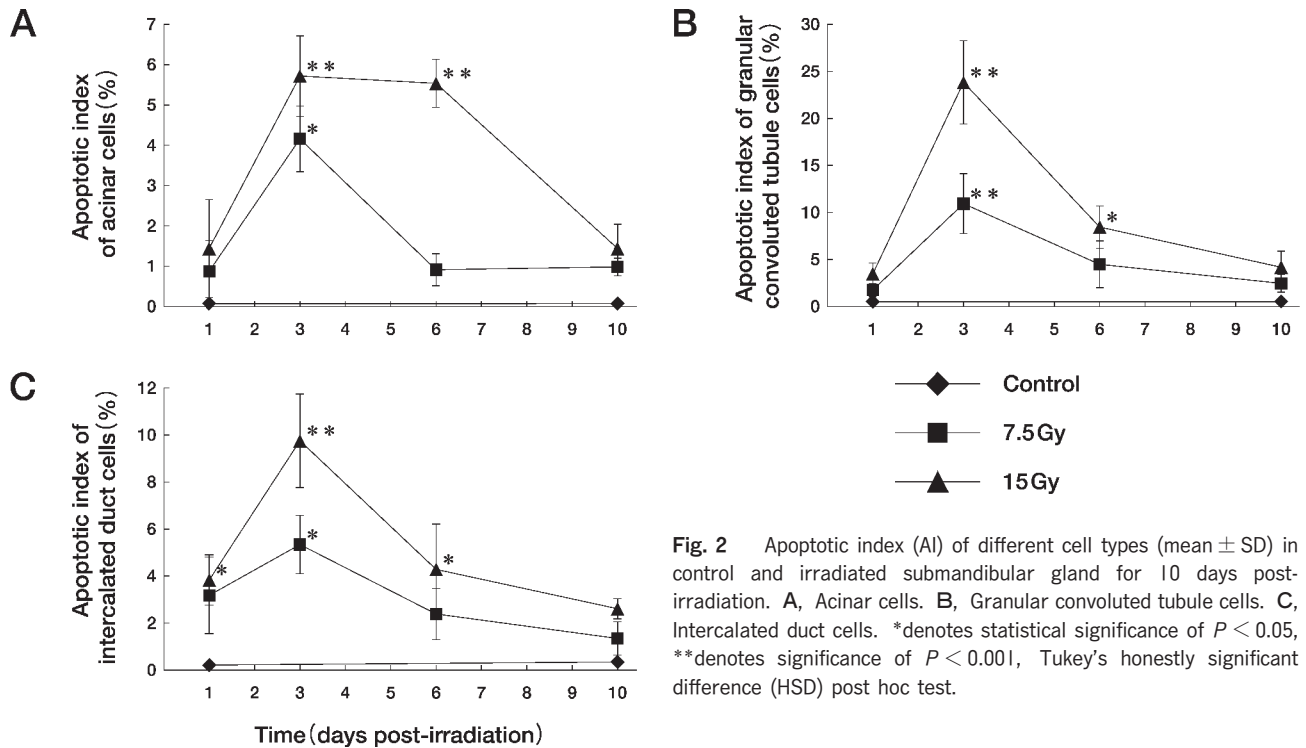 A
Apoptotic index
of acinar cells(%)
7
6
5
4
3
2
1
0
**
**
*
1 2 3 4 5 6 7 8 9 10
B
Apoptotic index of granular
convoluted tubule cells(%)
30
25
20
15
10
5
0
**
**
*
1 2 3 4 5 6 7 8 9 10
C
Apoptotic index of
intercalated duct cells(%)
12
10
8
6
4
2
0
**
*
*
*
1 2 3 4 5 6 7 8 9 10
Time(days post-irradiation)
Control
7.5Gy
15Gy
Fig. 2 Apoptotic index (AI) of different cell types (mean ± SD) in
control and irradiated submandibular gland for 10 days post-
irradiation. A, Acinar cells. B, Granular convoluted tubule cells. C,
Intercalated duct cells. *denotes statistical significance of P < 0.05,
**denotes significance of P < 0.001, Tukey's honestly significant
difference (HSD) post hoc test.